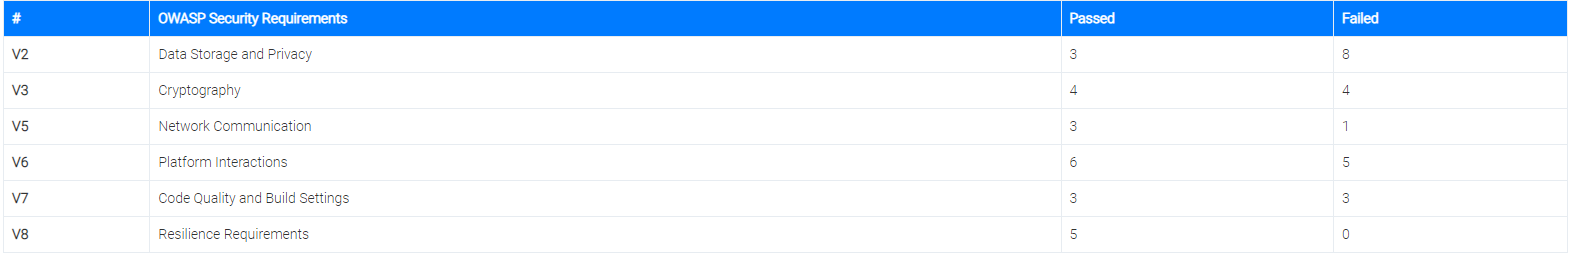 # OWASP Security Requirements Passed Failed
V2 Data Storage and Privacy 3 8
V3 Cryptography 4 4
V5 Network Communication 3 1
V6 Platform Interactions 6 5
V7 Code Quality and Build Settings 3 3
V8 Resilience Requirements 5 0